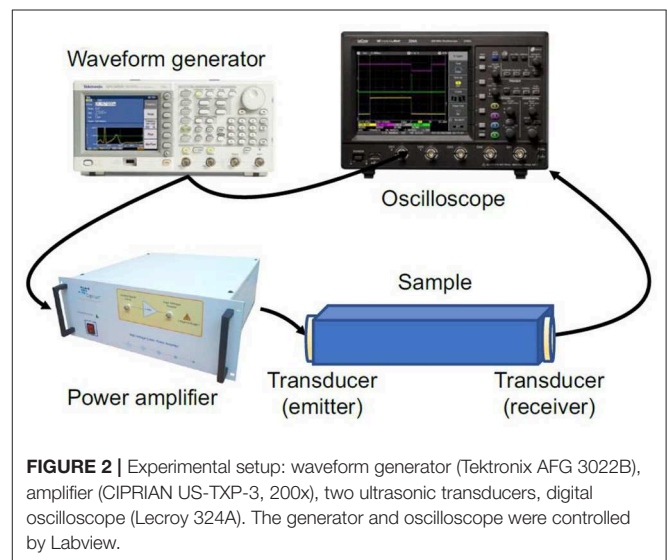 Waveform generator
Tektronix
Oscilloscope
Sample
Power amplifier
Transducer
(emitter)
Transducer
(receiver)
FIGURE 2 | Experimental setup: waveform generator (Tektronix AFG 3022B),
amplifier (CIPRIAN US-TXP-3, 200x), two ultrasonic transducers, digital
oscilloscope (Lecroy 324A). The generator and oscilloscope were controlled
by Labview.